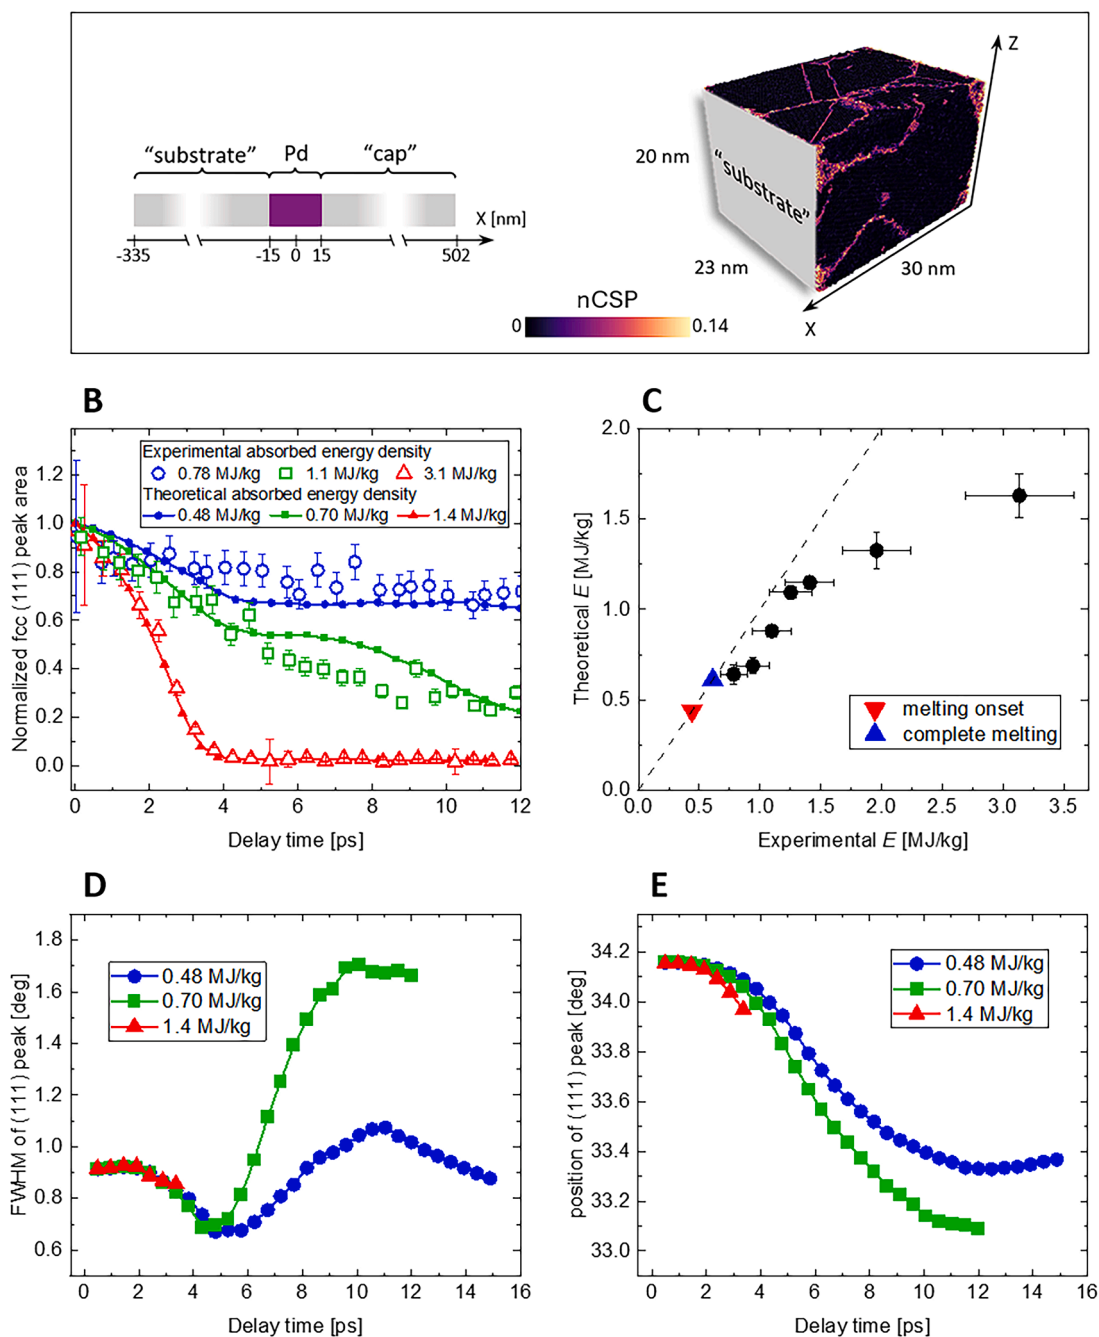 "substrate" Pd "cap"
X [nm]
-335 -15 0 15 502
Z
20 nm
"substrate"
23 nm
30 nm
X
nCSP
0 0.14
B
Normalized fcc (111) peak area
1.2
1.0
0.8
0.6
0.4
0.2
0.0
Experimental absorbed energy density
0.78 MJ/kg 1.1 MJ/kg 3.1 MJ/kg
Theoretical absorbed energy density
0.48 MJ/kg 0.70 MJ/kg 1.4 MJ/kg
0 2 4 6 8 10 12
Delay time [ps]
C
Theoretical E [MJ/kg]
2.0
1.5
1.0
0.5
0.0
melting onset
complete melting
0.0 0.5 1.0 1.5 2.0 2.5 3.0 3.5
Experimental E [MJ/kg]
D
FWHM of (111) peak [deg]
1.8
1.6
1.4
1.2
1.0
0.8
0.6
0.48 MJ/kg
0.70 MJ/kg
1.4 MJ/kg
0 2 4 6 8 10 12 14 16
Delay time [ps]
E
position of (111) peak [deg]
34.2
34.0
33.8
33.6
33.4
33.2
33.0
0.48 MJ/kg
0.70 MJ/kg
1.4 MJ/kg
0 2 4 6 8 10 12 14 16
Delay time [ps]